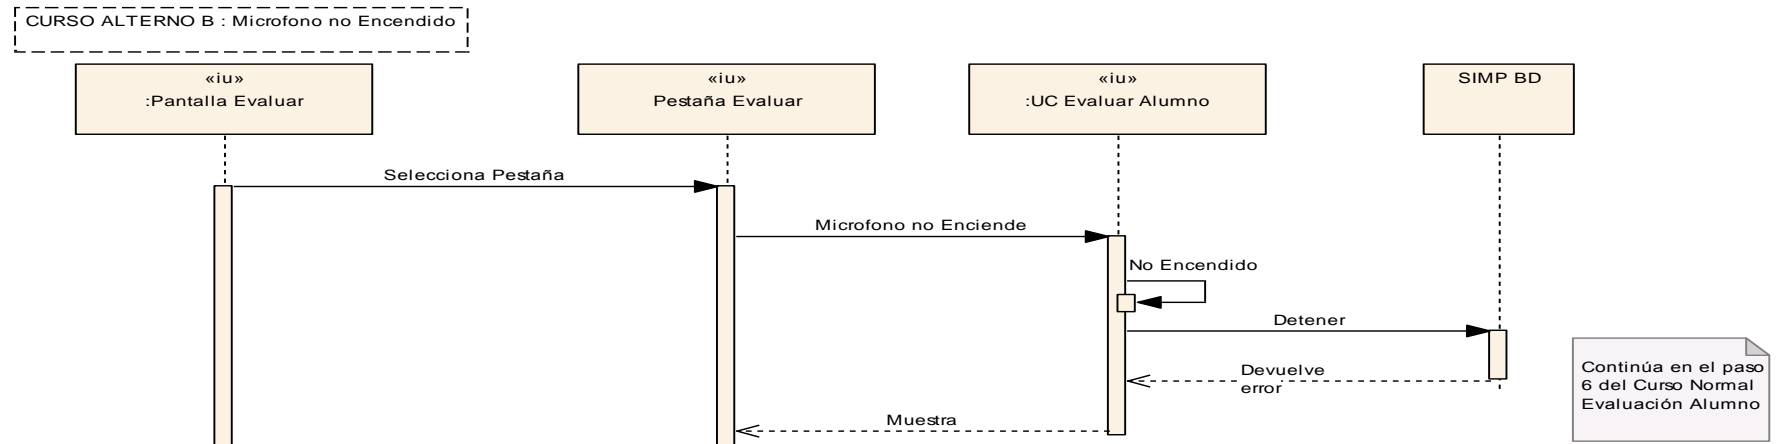 CURSO ALTERNO B : Microfono no Encendido
«iu»
:Pantalla Evaluar
«iu»
Pestaña Evaluar
«iu»
:UC Evaluar Alumno
SIMP BD
Selecciona Pestaña
Microfono no Enciende
No Encendido
Detener
Devuelve
error
Muestra
Continúa en el paso
6 del Curso Normal
Evaluación Alumno